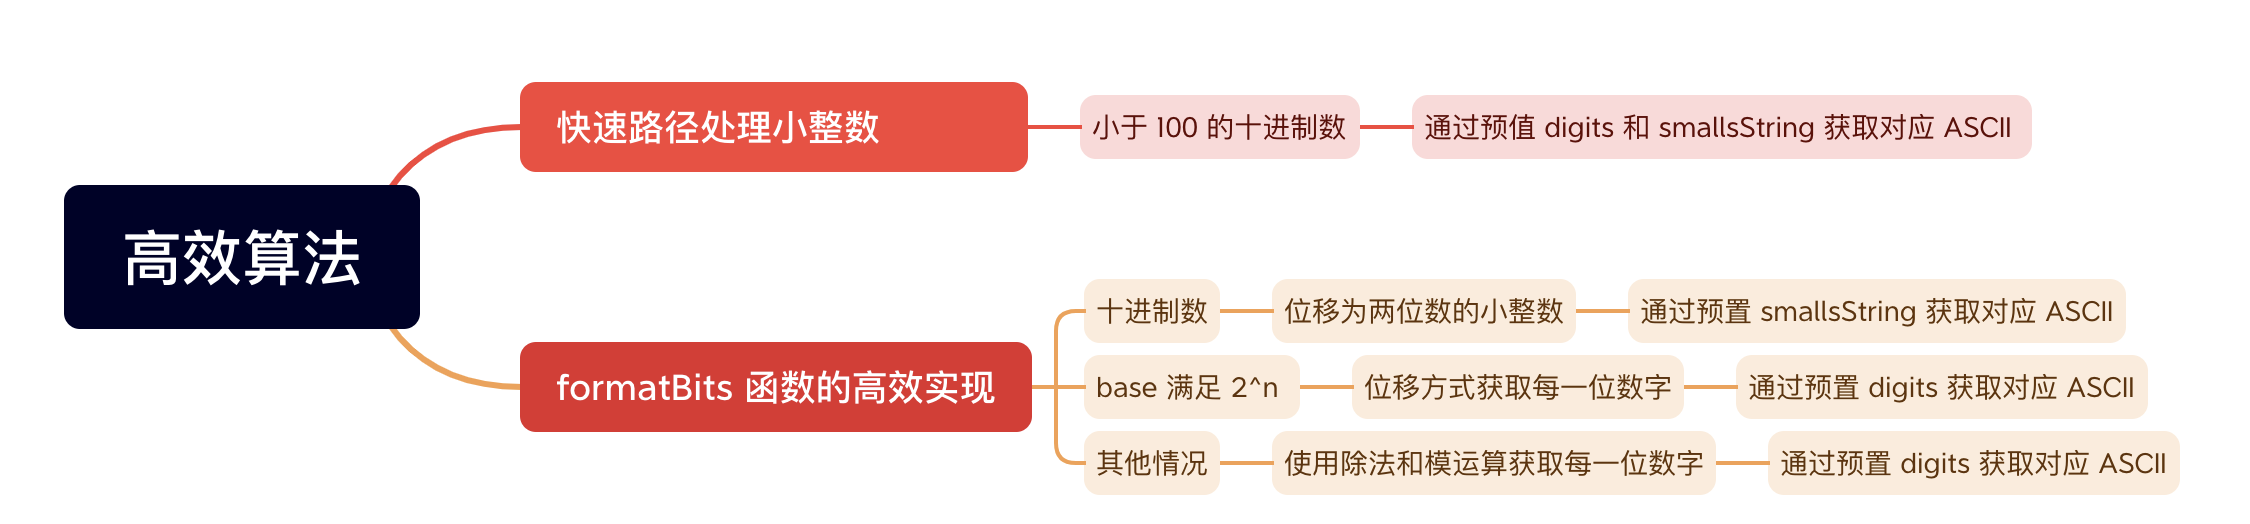 快速路径处理小整数
小于 100 的十进制数
通过预值 digits 和 smallsString 获取对应 ASCII
高效算法
formatBits 函数的高效实现
十进制数
位移为两位数的小整数
通过预置 smallsString 获取对应 ASCII
base 满足 2^n
位移方式获取每一位数字
通过预置 digits 获取对应 ASCII
其他情况
使用除法和模运算获取每一位数字
通过预置 digits 获取对应 ASCII